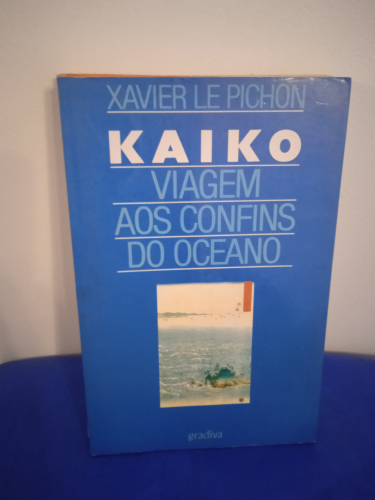 XAVIER LE PICHON
KAIKO
VIAGEM
AOS CONFINS
DO OCEANO
gradiva